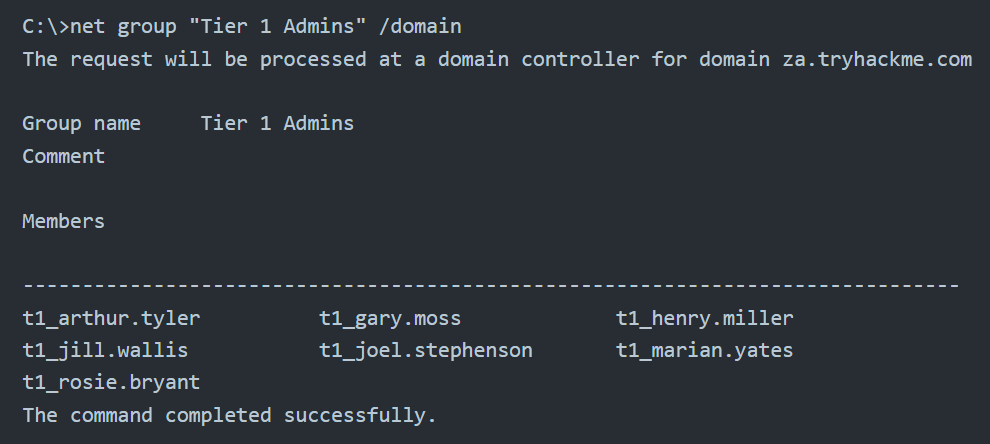 C:\>net group "Tier 1 Admins" /domain
The request will be processed at a domain controller for domain za.tryhackme.com

Group name     Tier 1 Admins
Comment

Members

-------------------------------------------------------------------------------
t1_arthur.tyler          t1_gary.moss             t1_henry.miller
t1_jill.wallis           t1_joel.stephenson       t1_marian.yates
t1_rosie.bryant
The command completed successfully.